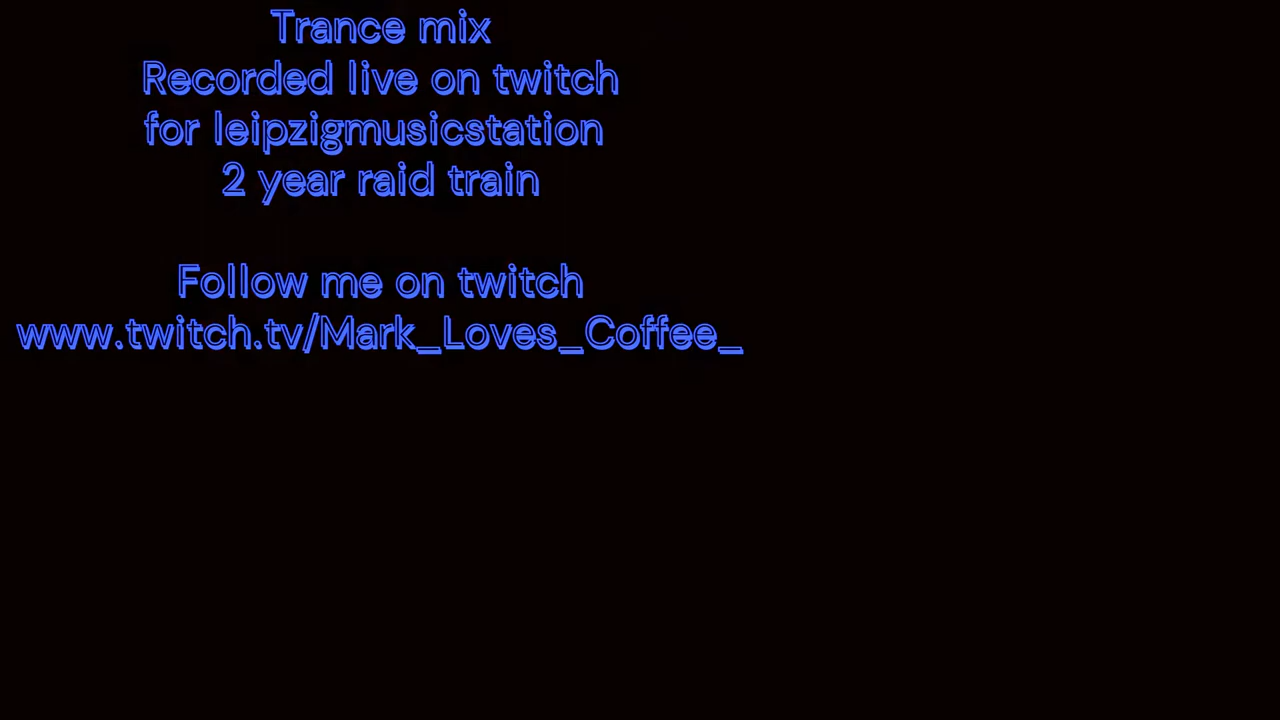 Trance mix
Recorded live on twitch
for leipzigmusicstation
2 year raid train
Follow me on twitch
www.twitch.tv/Mark_Loves_Coffee_